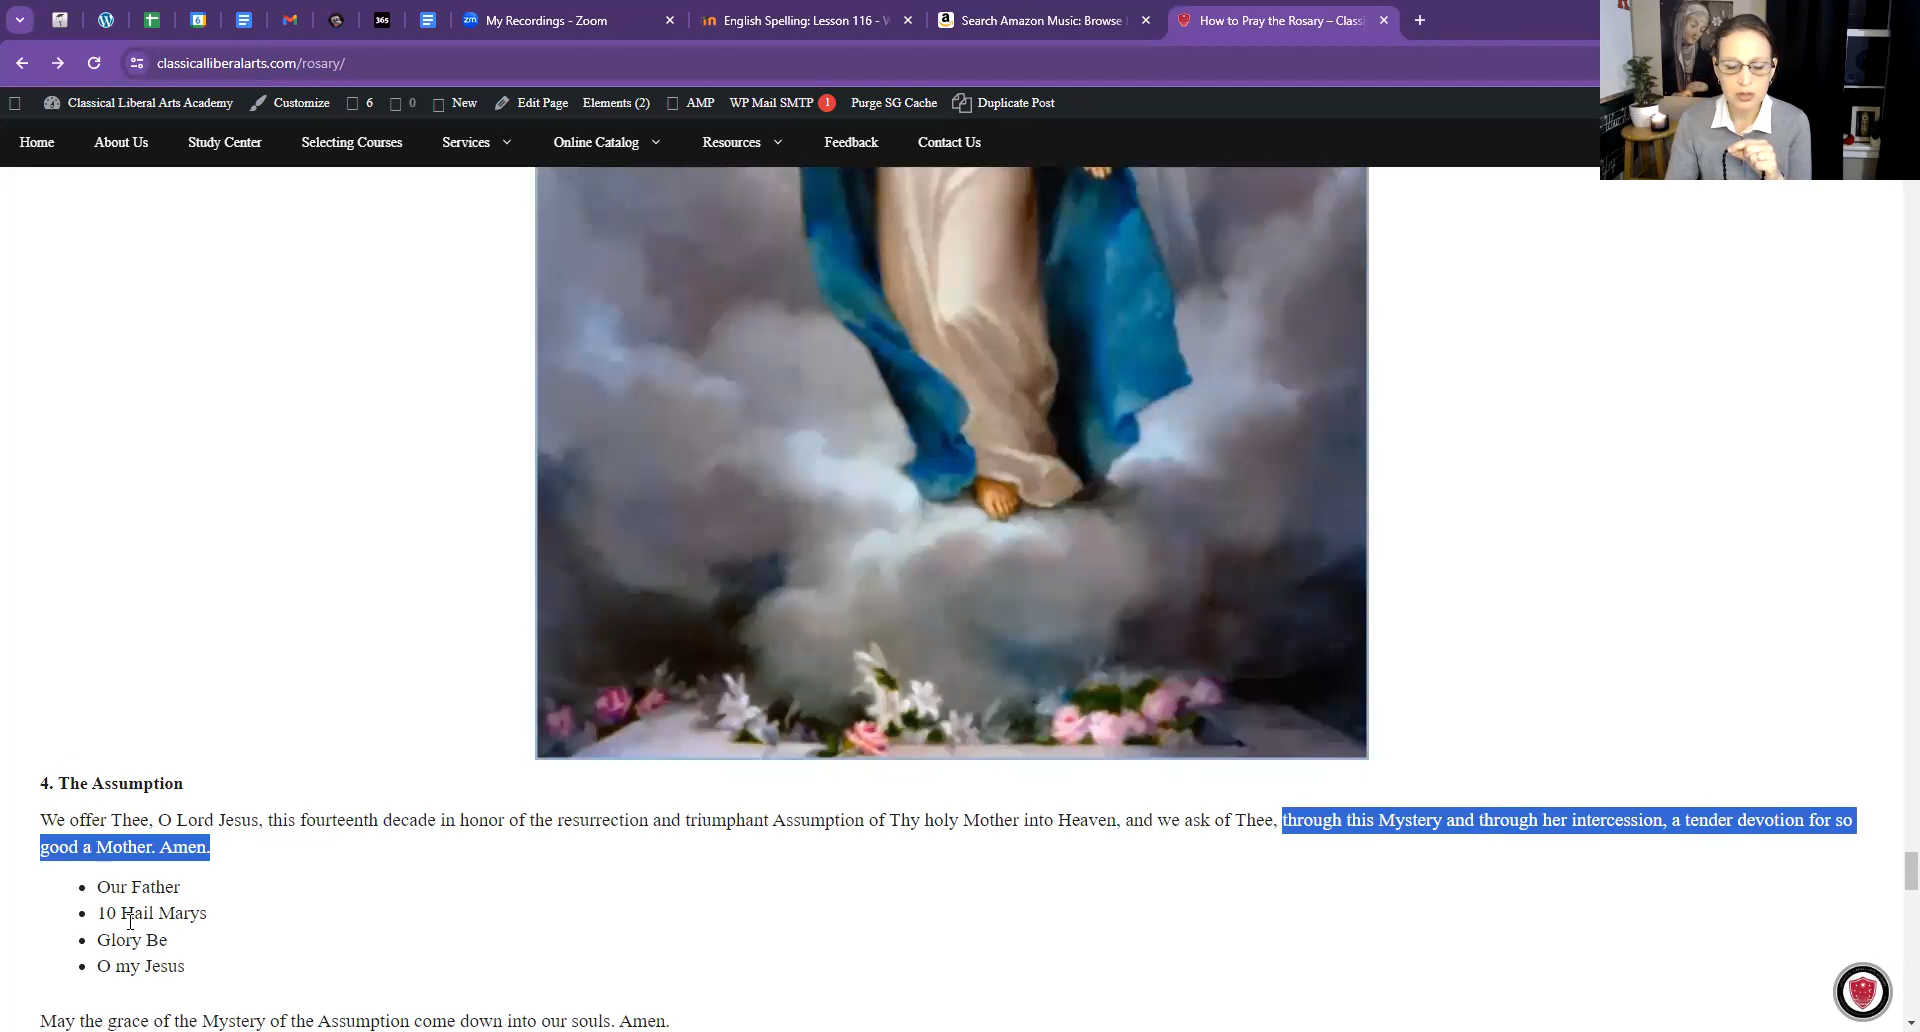 My Recordings - Zoom
English Spelling: Lesson 116 -
Search Amazon Music: Browse
How to Pray the Rosary – Classi
classicalliberalarts.com/rosary/
Classical Liberal Arts Academy Customize 6 0 New Edit Page Elements (2) AMP WP Mail SMTP 1 Purge SG Cache Duplicate Post
Home About Us Study Center Selecting Courses Services Online Catalog Resources Feedback Contact Us
4. The Assumption
We offer Thee, O Lord Jesus, this fourteenth decade in honor of the resurrection and triumphant Assumption of Thy holy Mother into Heaven, and we ask of Thee, through this Mystery and through her intercession, a tender devotion for so
good a Mother. Amen.
• Our Father
• 10 Hail Marys
• Glory Be
• O my Jesus
May the grace of the Mystery of the Assumption come down into our souls. Amen.